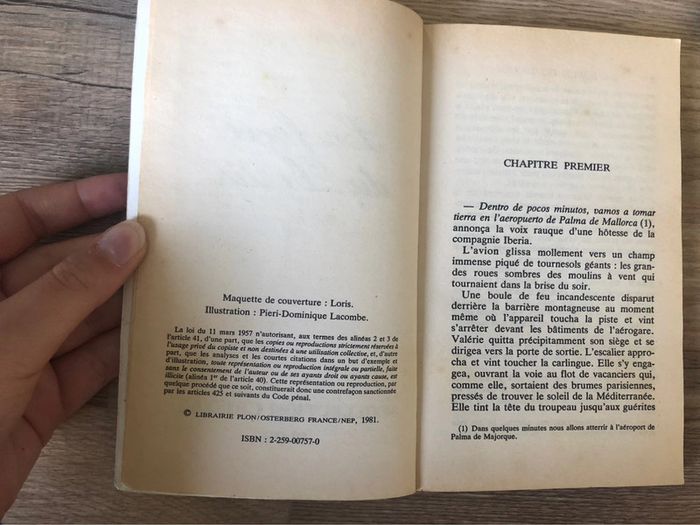 Maquette de couverture : Loris.
Illustration : Pieri-Dominique Lacombe.
La loi du 11 mars 1957 n'autorisant, aux termes des alinéas 2 et 3 de
l'article 41, d'une part, que les copies ou reproductions strictement réservées à
l'usage privé du copiste et non destinées à une utilisation collective, et, d'autre
part, que les analyses et les courtes citations dans un but d'exemple et
d'illustration, toute représentation ou reproduction intégrale ou partielle, faite
sans le consentement de l'auteur ou de ses ayants droit ou ayants cause, est
illicite (alinéa 1er de l'article 40). Cette représentation ou reproduction, par
quelque procédé que ce soit, constituerait donc une contrefaçon sanctionnée
par les articles 425 et suivants du Code pénal.
© LIBRAIRIE PLON/OSTERBERG FRANCE/NEP, 1981.
ISBN : 2-259-00757-0
CHAPITRE PREMIER
— Dentro de pocos minutos, vamos a tomar
tierra en l'aeropuerto de Palma de Mallorca (1),
annonça la voix rauque d'une hôtesse de la
compagnie Iberia.
L'avion glissa mollement vers un champ
immense piqué de tournesols géants : les gran-
des roues sombres des moulins à vent qui
tournaient dans la brise du soir.
Une boule de feu incandescente disparut
derrière la barrière montagneuse au moment
même où l'appareil toucha la piste et vint
s'arrêter devant les bâtiments de l'aérogare.
Valérie quitta précipitamment son siège et se
dirigea vers la porte de sortie. L'escalier appro-
cha et vint toucher la carlingue. Elle s'y enga-
gea, ouvrant la voie au flot de vacanciers qui,
comme elle, sortaient des brumes parisiennes,
pressés de trouver le soleil de la Méditerranée.
Elle tint la tête du troupeau jusqu'aux guérites
(1) Dans quelques minutes nous allons atterrir à l'aéroport de
Palma de Majorque.